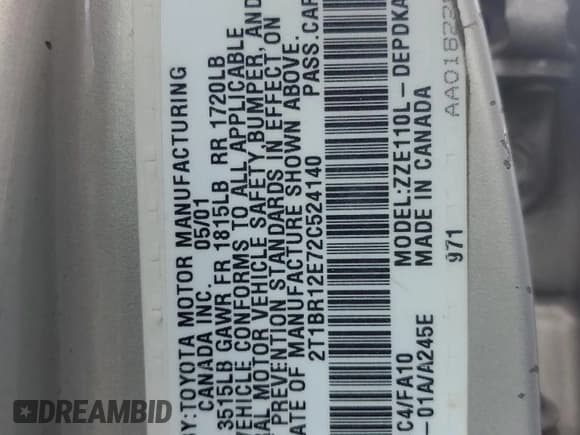 BY:TOYOTA MOTOR MANUFACTURING
CANADA INC. 05/01
3515LB GAWR FR 1815LB RR 1720LB
VEHICLE CONFORMS TO ALL APPLICABLE
MOTOR VEHICLE SAFETY, BUMPER, AND
PREVENTION STANDARDS IN EFFECT ON
OF MANUFACTURE SHOWN ABOVE.
2T1BR12E72C524140 PASS.CAR
C4/FA10 MODEL:ZZE110L-DEPDKA
-01A/A245E MADE IN CANADA
971
AA0182
DREAMBID